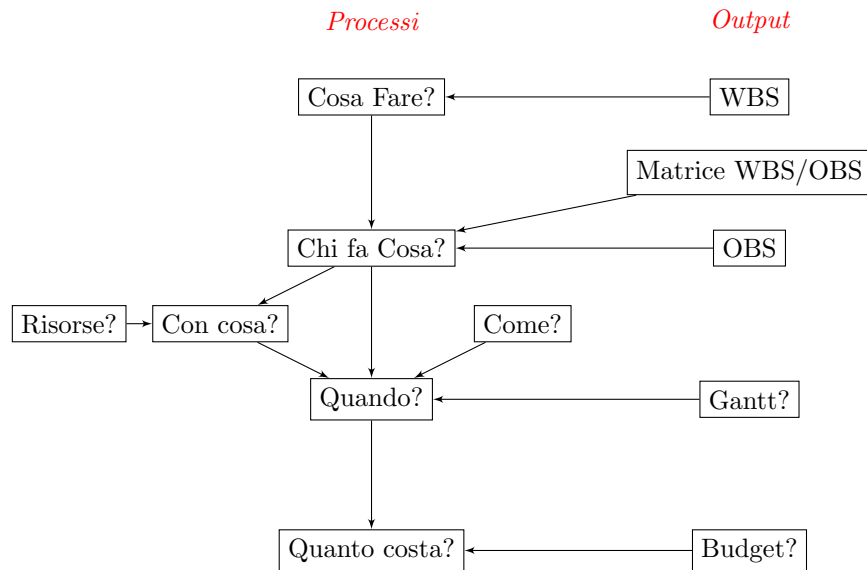 Processi
Output
Cosa Fare?
WBS
Matrice WBS/OBS
Chi fa Cosa?
OBS
Risorse?
Con cosa?
Come?
Quando?
Gantt?
Quanto costa?
Budget?